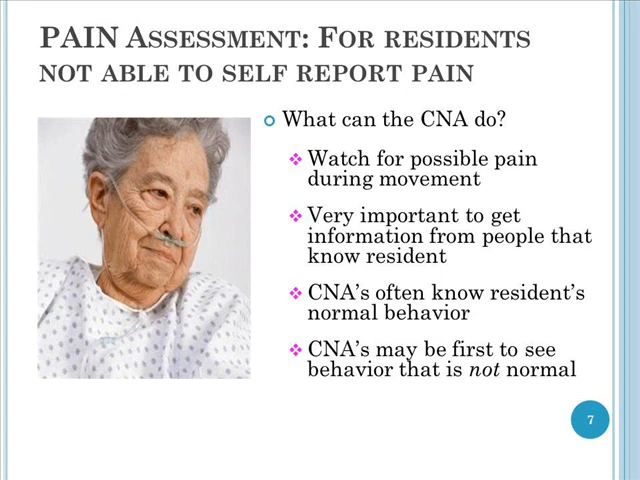 PAIN ASSESSMENT: FOR RESIDENTS
NOT ABLE TO SELF REPORT PAIN
What can the CNA do?
Watch for possible pain
during movement
Very important to get
information from people that
know resident
CNA's often know resident's
normal behavior
CNA's may be first to see
behavior that is not normal
7